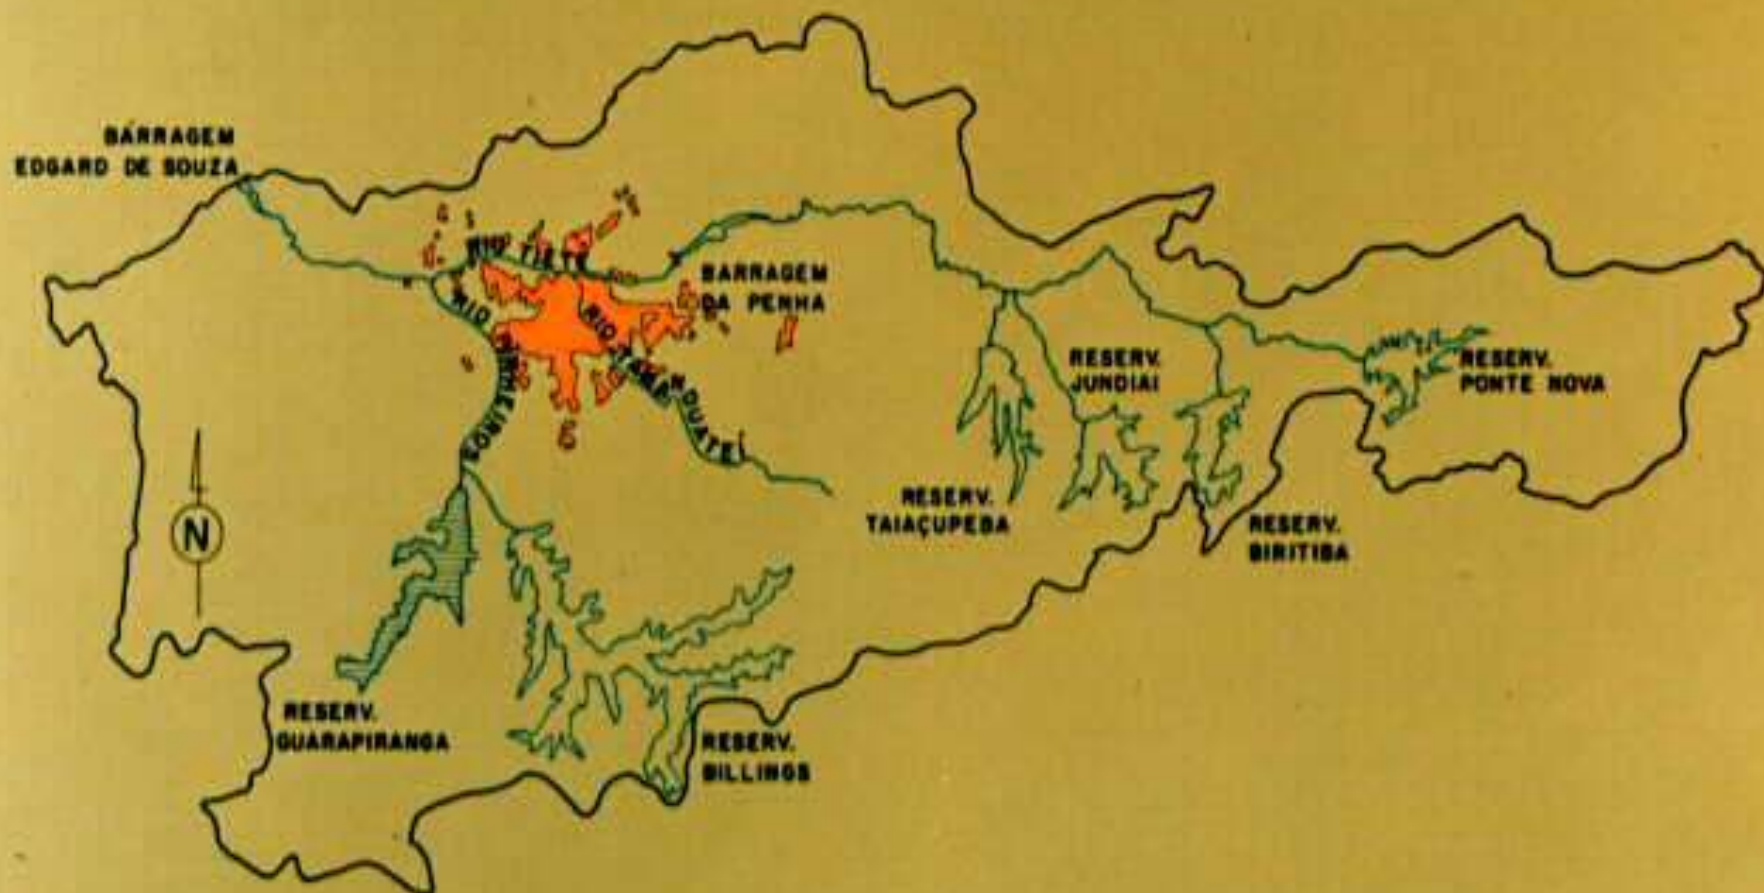 BARRAGEM
EDGARD DE SOUZA
RIO TIETÊ
BARRAGEM
DA PENHA
RIO PINHEIROS
RIO TAMANDUATEÍ
RESERV.
JUNDIAI
RESERV.
PONTE NOVA
RESERV.
TAIAÇUPEBA
RESERV.
BIRITIBA
N
RESERV.
GUARAPIRANGA
RESERV.
BILLINGS